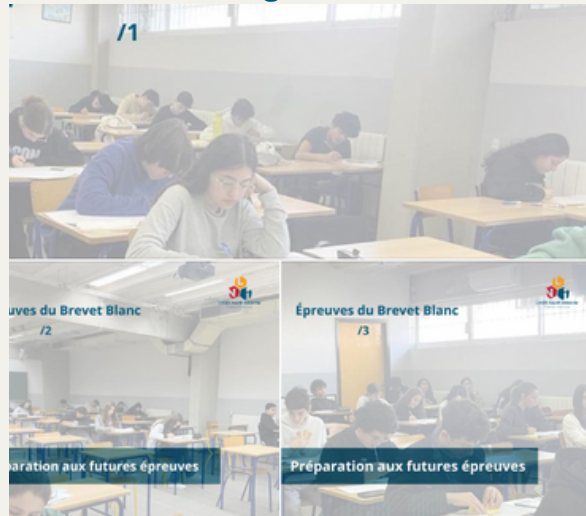 /1
uves du Brevet Blanc
/2
paration aux futures épreuves
Épreuves du Brevet Blanc
/3
Préparation aux futures épreuves